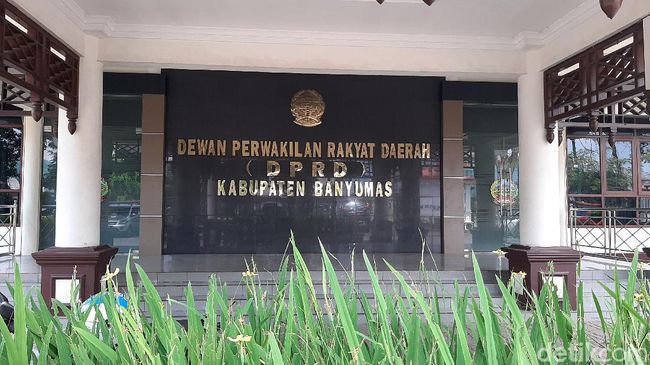 DEWAN PERWAKILAN RAKYAT DAERAH
( DPRD )
KABUPATEN BANYUMAS
detikcom